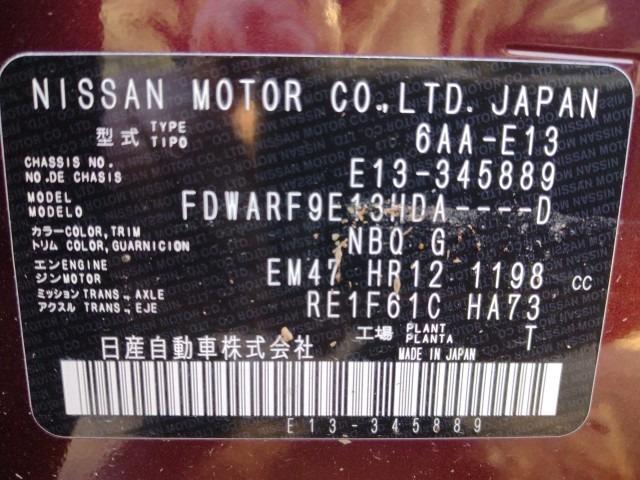 NISSAN MOTOR CO.,LTD. JAPAN
型式 TYPE TIPO 6AA-E13
CHASSIS NO. NO.DE CHASIS E13-345889
MODEL MODELO FDWARF9E13HDA----D
カラー COLOR,TRIM トリム COLOR,GUARNICION NBQ G
エンジン ENGINE MOTOR EM47 HR12 1198 cc
ミッション TRANS., AXLE アクスル TRANS., EJE RE1F61C HA73
工場 PLANT PLANTA T
日産自動車株式会社 MADE IN JAPAN
E13-345889